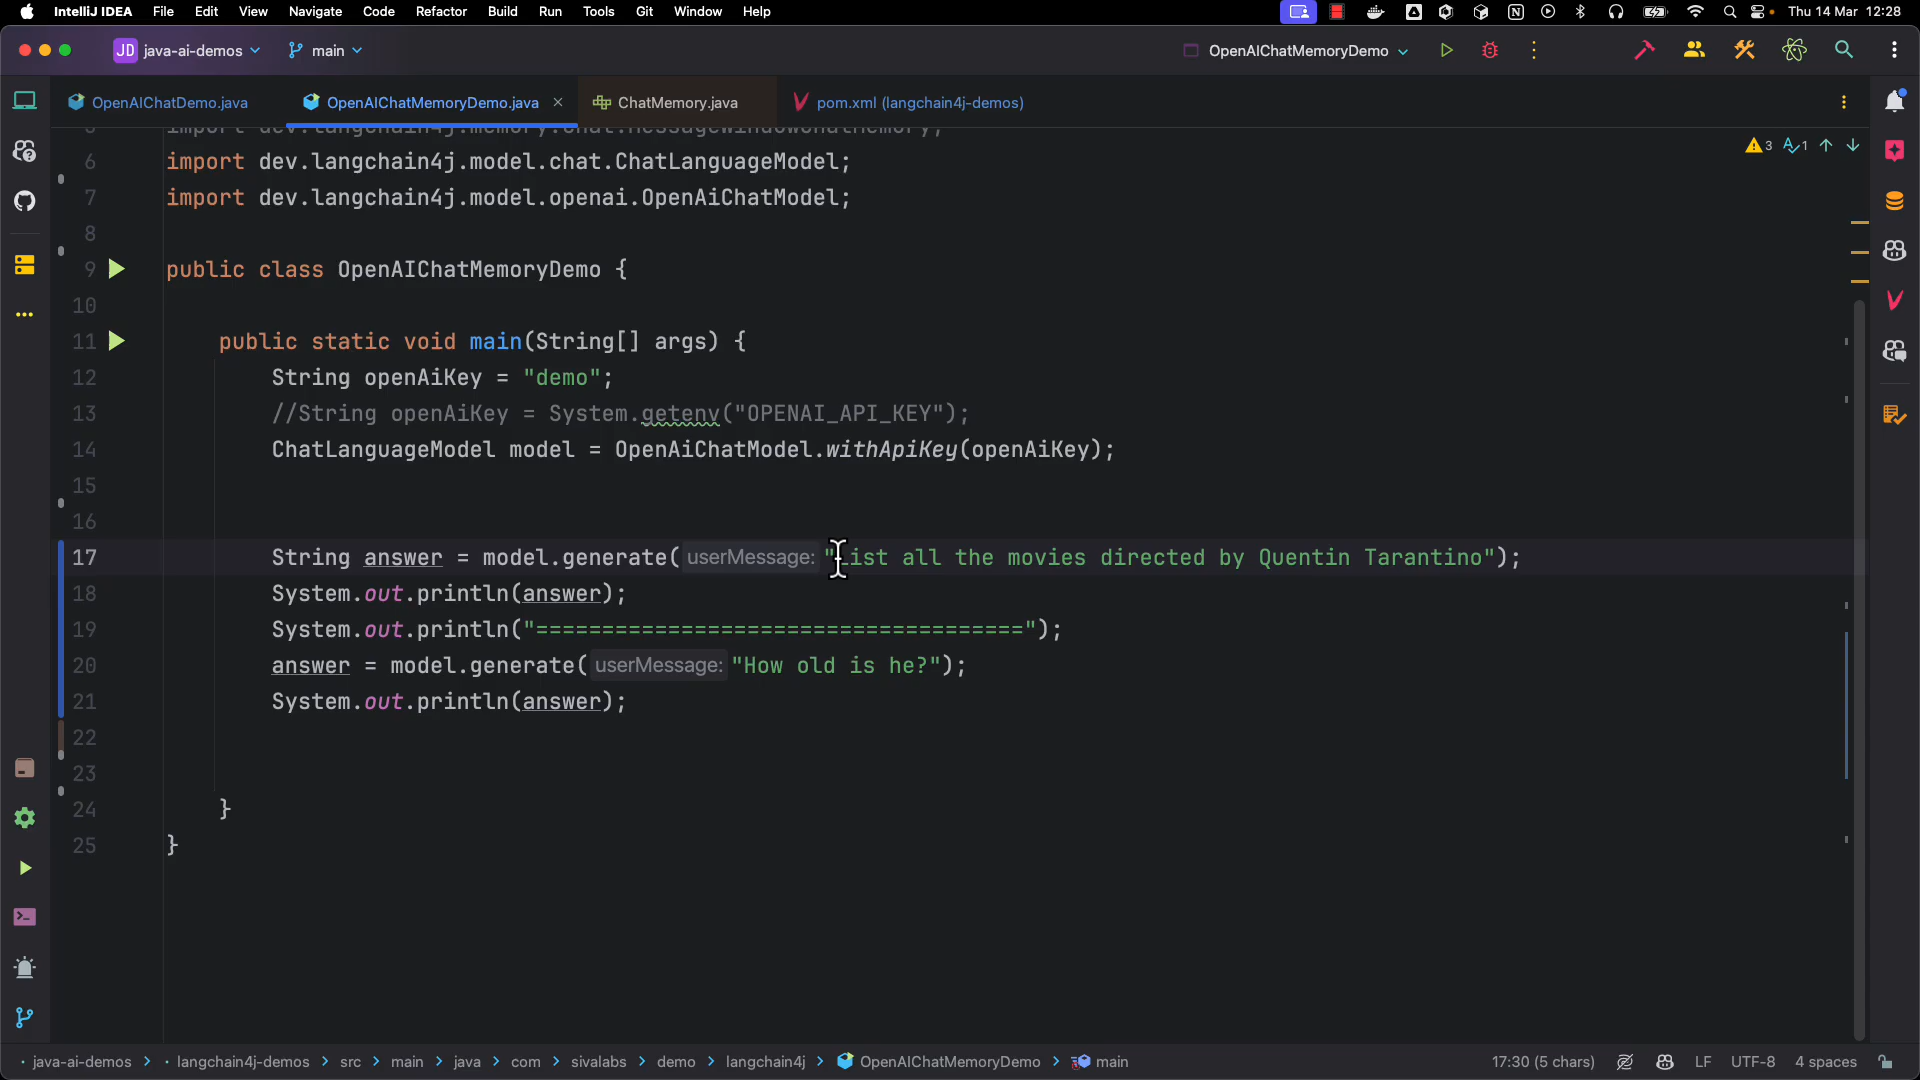 IntelliJ IDEA File Edit View Navigate Code Refactor Build Run Tools Git Window Help Thu 14 Mar 12:28
JD java-ai-demos main OpenAIChatMemoryDemo
OpenAIChatDemo.java OpenAIChatMemoryDemo.java ChatMemory.java pom.xml (langchain4j-demos)
5 import dev.langchain4j.memory.chat.MessageWindowChatMemory;
3 1
6 import dev.langchain4j.model.chat.ChatLanguageModel;
7 import dev.langchain4j.model.openai.OpenAiChatModel;
8
9 public class OpenAIChatMemoryDemo {
10
11 public static void main(String[] args) {
12 String openAiKey = "demo";
13 //String openAiKey = System.getenv("OPENAI_API_KEY");
14 ChatLanguageModel model = OpenAiChatModel.withApiKey(openAiKey);
15
16
17 String answer = model.generate( userMessage: "List all the movies directed by Quentin Tarantino");
18 System.out.println(answer);
19 System.out.println("=====================================");
20 answer = model.generate( userMessage: "How old is he?");
21 System.out.println(answer);
22
23
24 }
25 }
java-ai-demos › langchain4j-demos › src › main › java › com › sivalabs › demo › langchain4j › OpenAIChatMemoryDemo › main 17:30 (5 chars) LF UTF-8 4 spaces